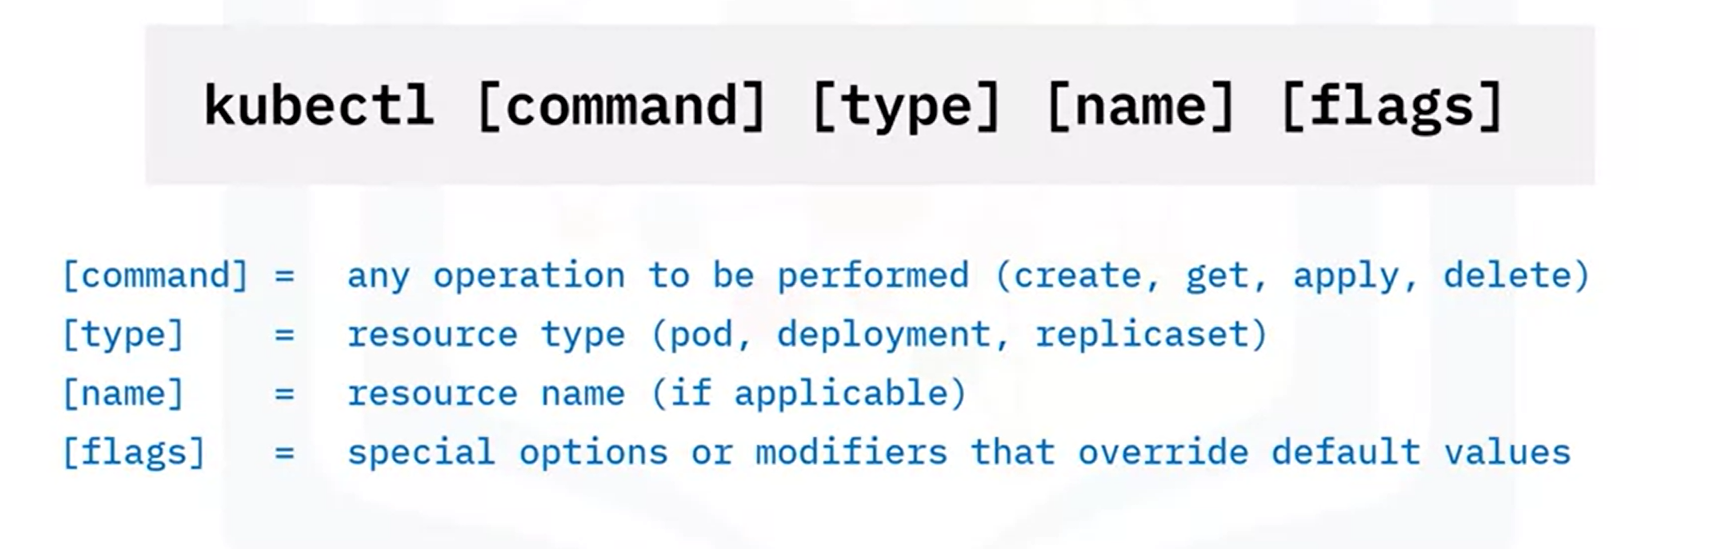 kubectl [command] [type] [name] [flags]
[command] = any operation to be performed (create, get, apply, delete)
[type] = resource type (pod, deployment, replicaset)
[name] = resource name (if applicable)
[flags] = special options or modifiers that override default values